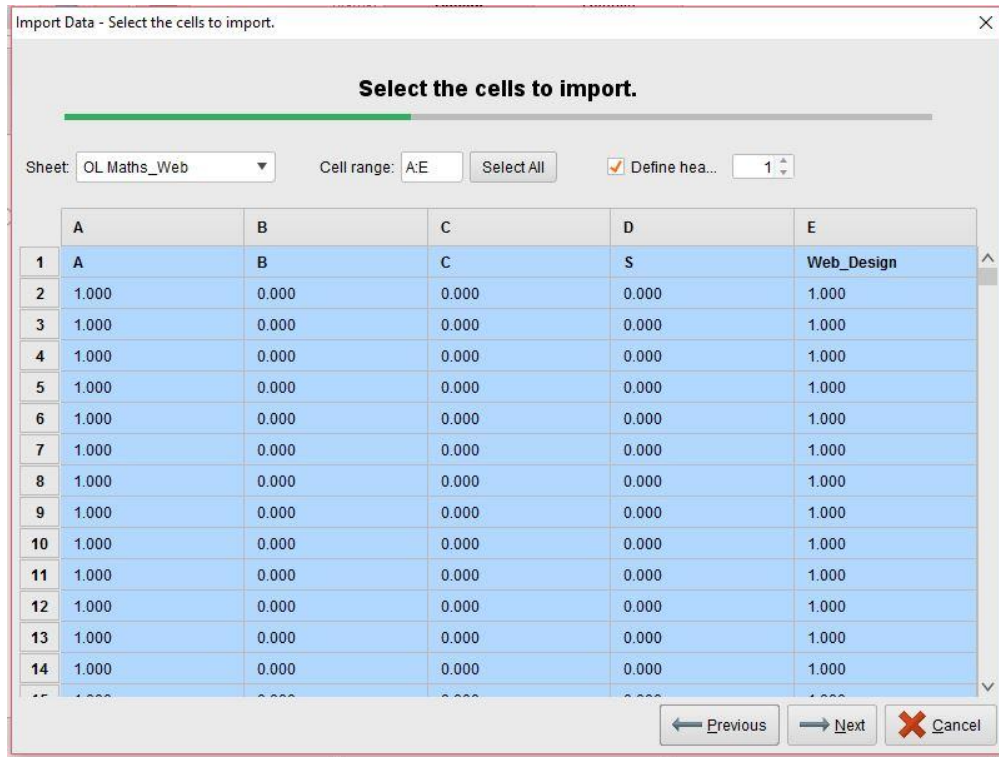 Import Data - Select the cells to import.
Select the cells to import.
Sheet: OL Maths_Web Cell range: A:E Select All Define hea... 1
A B C D E
1 A B C S Web_Design
2 1.000 0.000 0.000 0.000 1.000
3 1.000 0.000 0.000 0.000 1.000
4 1.000 0.000 0.000 0.000 1.000
5 1.000 0.000 0.000 0.000 1.000
6 1.000 0.000 0.000 0.000 1.000
7 1.000 0.000 0.000 0.000 1.000
8 1.000 0.000 0.000 0.000 1.000
9 1.000 0.000 0.000 0.000 1.000
10 1.000 0.000 0.000 0.000 1.000
11 1.000 0.000 0.000 0.000 1.000
12 1.000 0.000 0.000 0.000 1.000
13 1.000 0.000 0.000 0.000 1.000
14 1.000 0.000 0.000 0.000 1.000
Previous Next Cancel